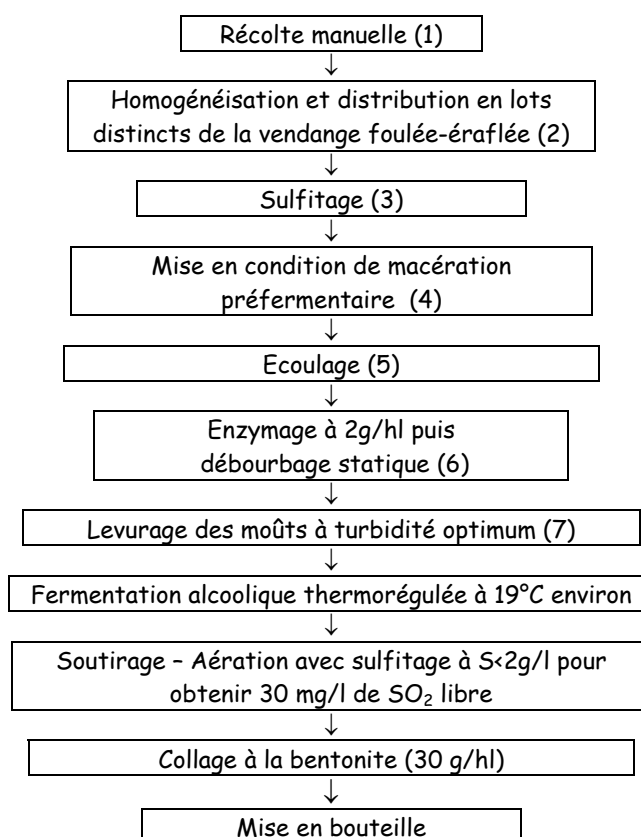 Récolte manuelle (1)
↓
Homogénéisation et distribution en lots
distincts de la vendange foulée-éraflée (2)
↓
Sulfitage (3)
↓
Mise en condition de macération
préfermentaire (4)
↓
Ecoulage (5)
↓
Enzymage à 2g/hl puis
débourbage statique (6)
↓
Levurage des moûts à turbidité optimum (7)
↓
Fermentation alcoolique thermorégulée à 19°C environ
↓
Soutirage – Aération avec sulfitage à S<2g/l pour
obtenir 30 mg/l de SO₂ libre
↓
Collage à la bentonite (30 g/hl)
↓
Mise en bouteille